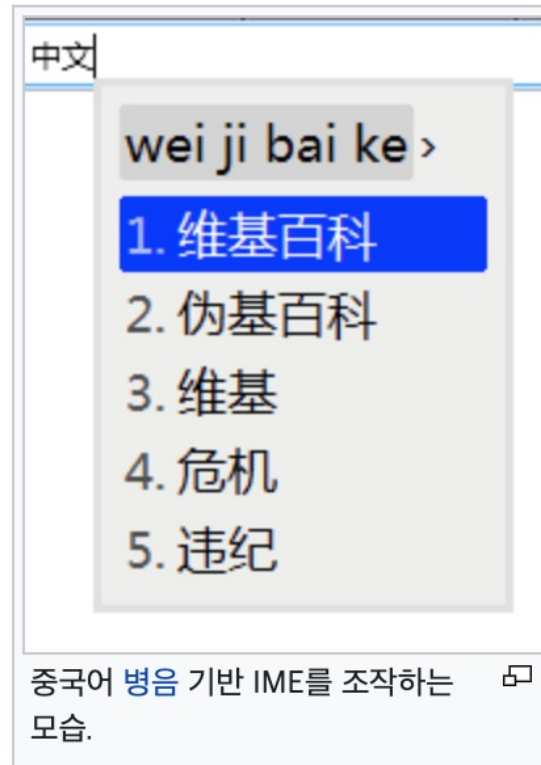 中文
wei ji bai ke ›
1. 维基百科
2. 伪基百科
3. 维基
4. 危机
5. 违纪
중국어 병음 기반 IME를 조작하는
모습.